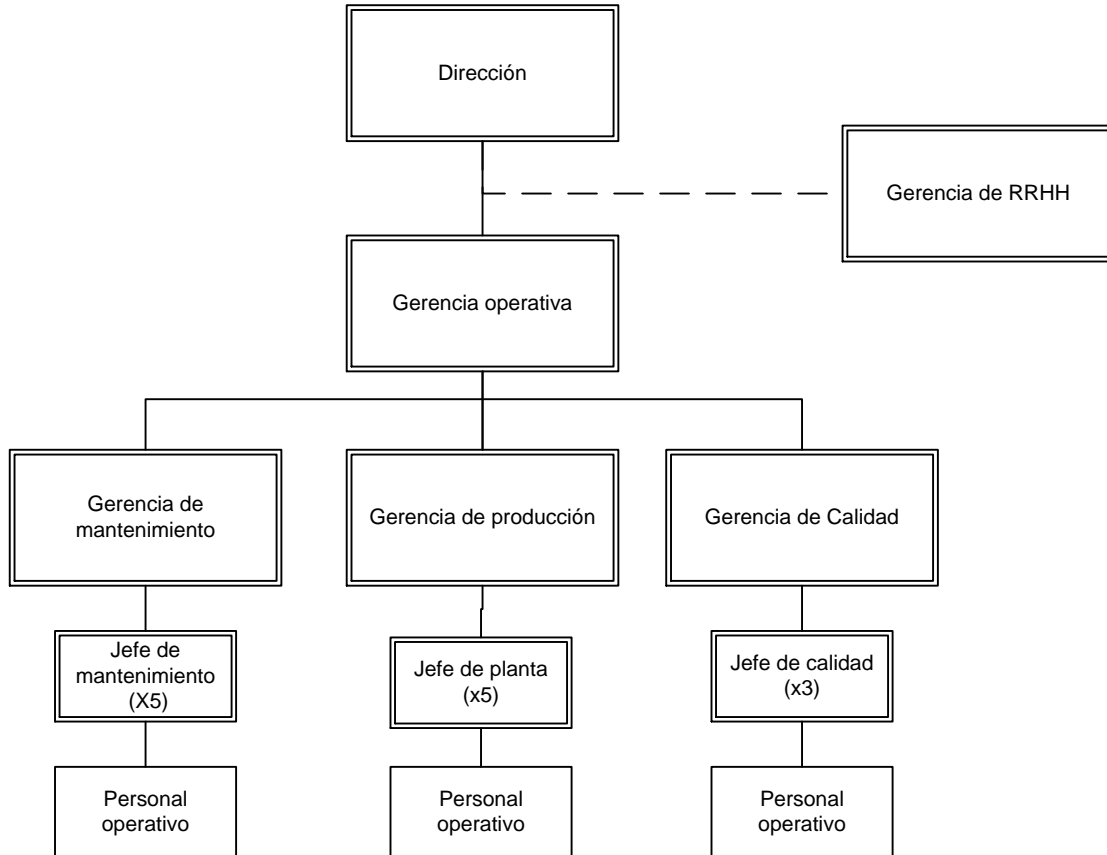 Dirección
Gerencia de RRHH
Gerencia operativa
Gerencia de
mantenimiento
Gerencia de producción
Gerencia de Calidad
Jefe de
mantenimiento
(X5)
Jefe de planta
(x5)
Jefe de calidad
(x3)
Personal
operativo
Personal
operativo
Personal
operativo